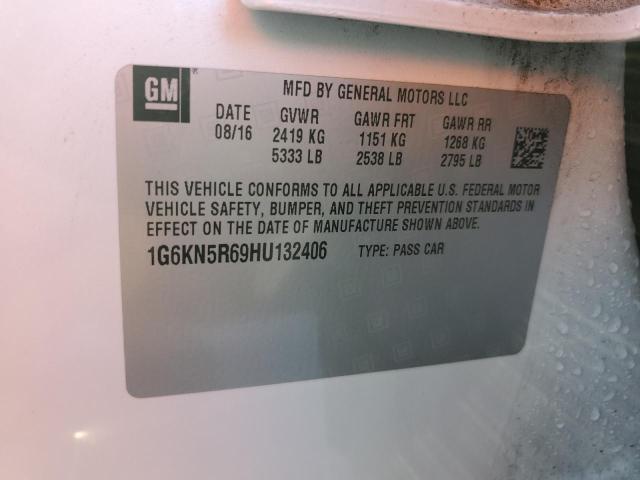 GM
MFD BY GENERAL MOTORS LLC
DATE GVWR GAWR FRT GAWR RR
08/16 2419 KG 1151 KG 1268 KG
5333 LB 2538 LB 2795 LB
THIS VEHICLE CONFORMS TO ALL APPLICABLE U.S. FEDERAL MOTOR
VEHICLE SAFETY, BUMPER, AND THEFT PREVENTION STANDARDS
IN EFFECT ON THE DATE OF MANUFACTURE SHOWN ABOVE.
1G6KN5R69HU132406 TYPE: PASS CAR